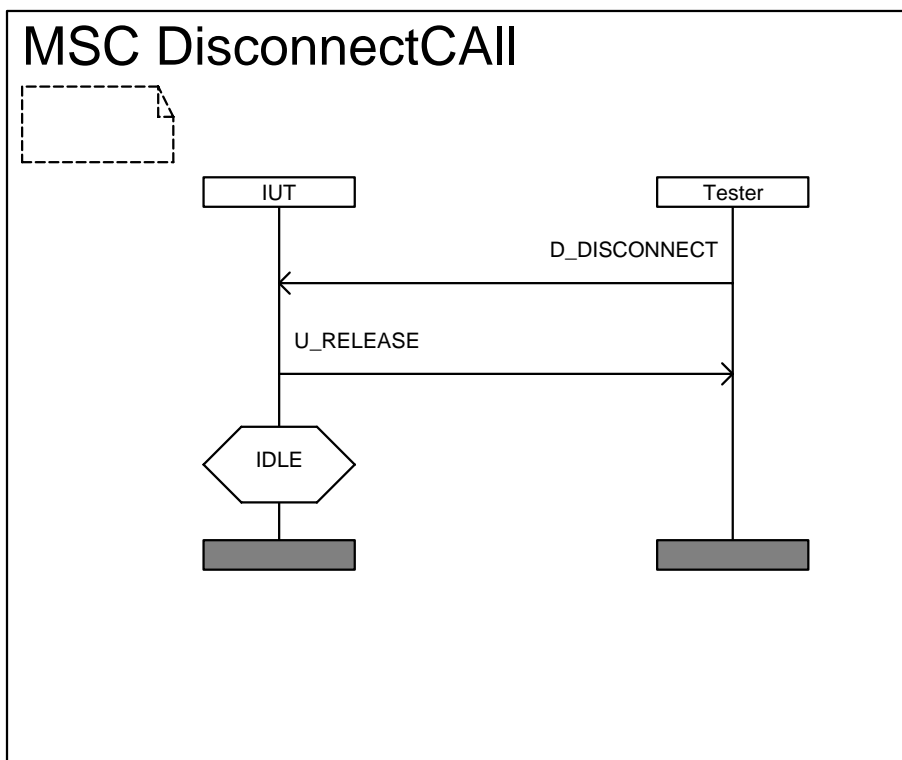 MSC DisconnectCAll
IUT
Tester
D_DISCONNECT
U_RELEASE
IDLE